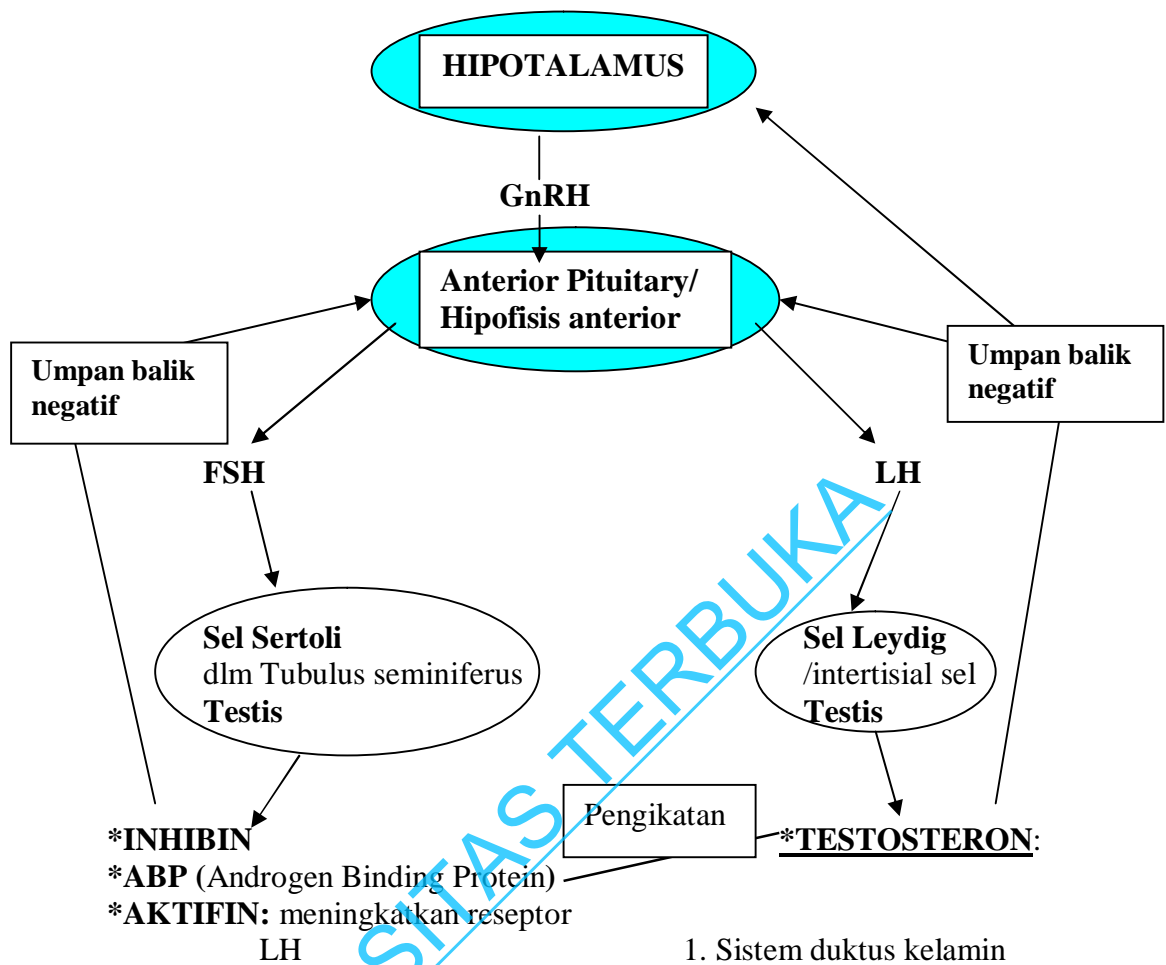 HIPOTALAMUS
GnRH
Anterior Pituitary/
Hipofisis anterior
Umpan balik
negatif
Umpan balik
negatif
FSH
LH
Sel Sertoli
dlm Tubulus seminiferus
Testis
Sel Leydig
/intertisial sel
Testis
Pengikatan
*INHIBIN
*TESTOSTERON:
*ABP (Androgen Binding Protein)
*AKTIFIN: meningkatkan reseptor
LH
1. Sistem duktus kelamin
SITAS TERBUKA